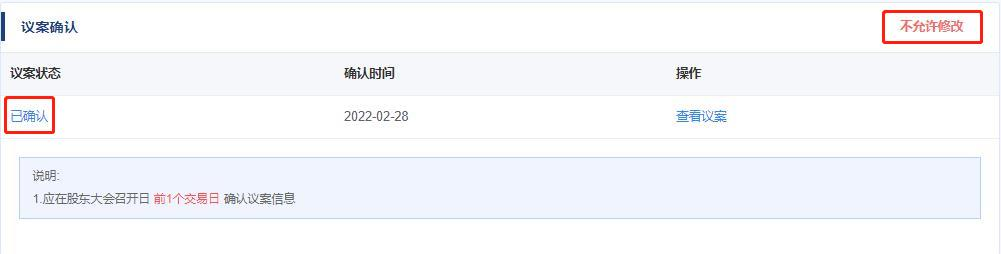 议案确认
不允许修改
议案状态 确认时间 操作
已确认 2022-02-28 查看议案
说明:
1.应在股东大会召开日 前1个交易日 确认议案信息